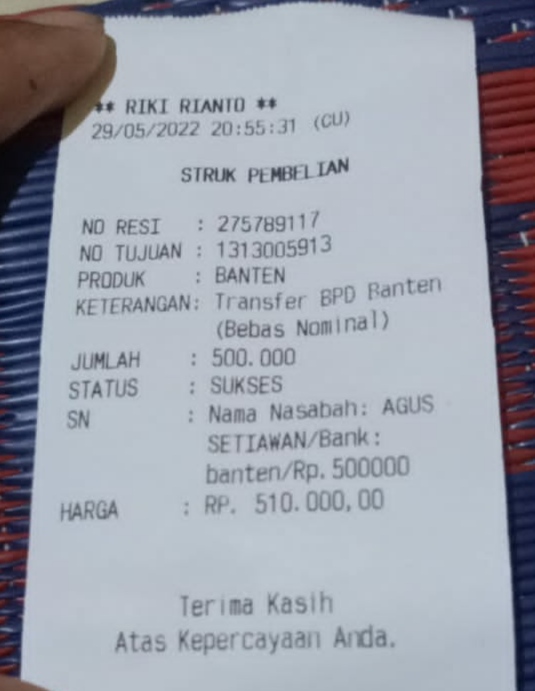 ** RIKI RIANTO **
29/05/2022 20:55:31 (CU)
STRUK PEMBELIAN
NO RESI : 275789117
NO TUJUAN : 1313005913
PRODUK : BANTEN
KETERANGAN: Transfer BPD Banten
(Bebas Nominal)
JUMLAH : 500.000
STATUS : SUKSES
SN : Nama Nasabah: AGUS
SETIAWAN/Bank:
banten/Rp.500000
HARGA : RP. 510.000,00
Terima Kasih
Atas Kepercayaan Anda.